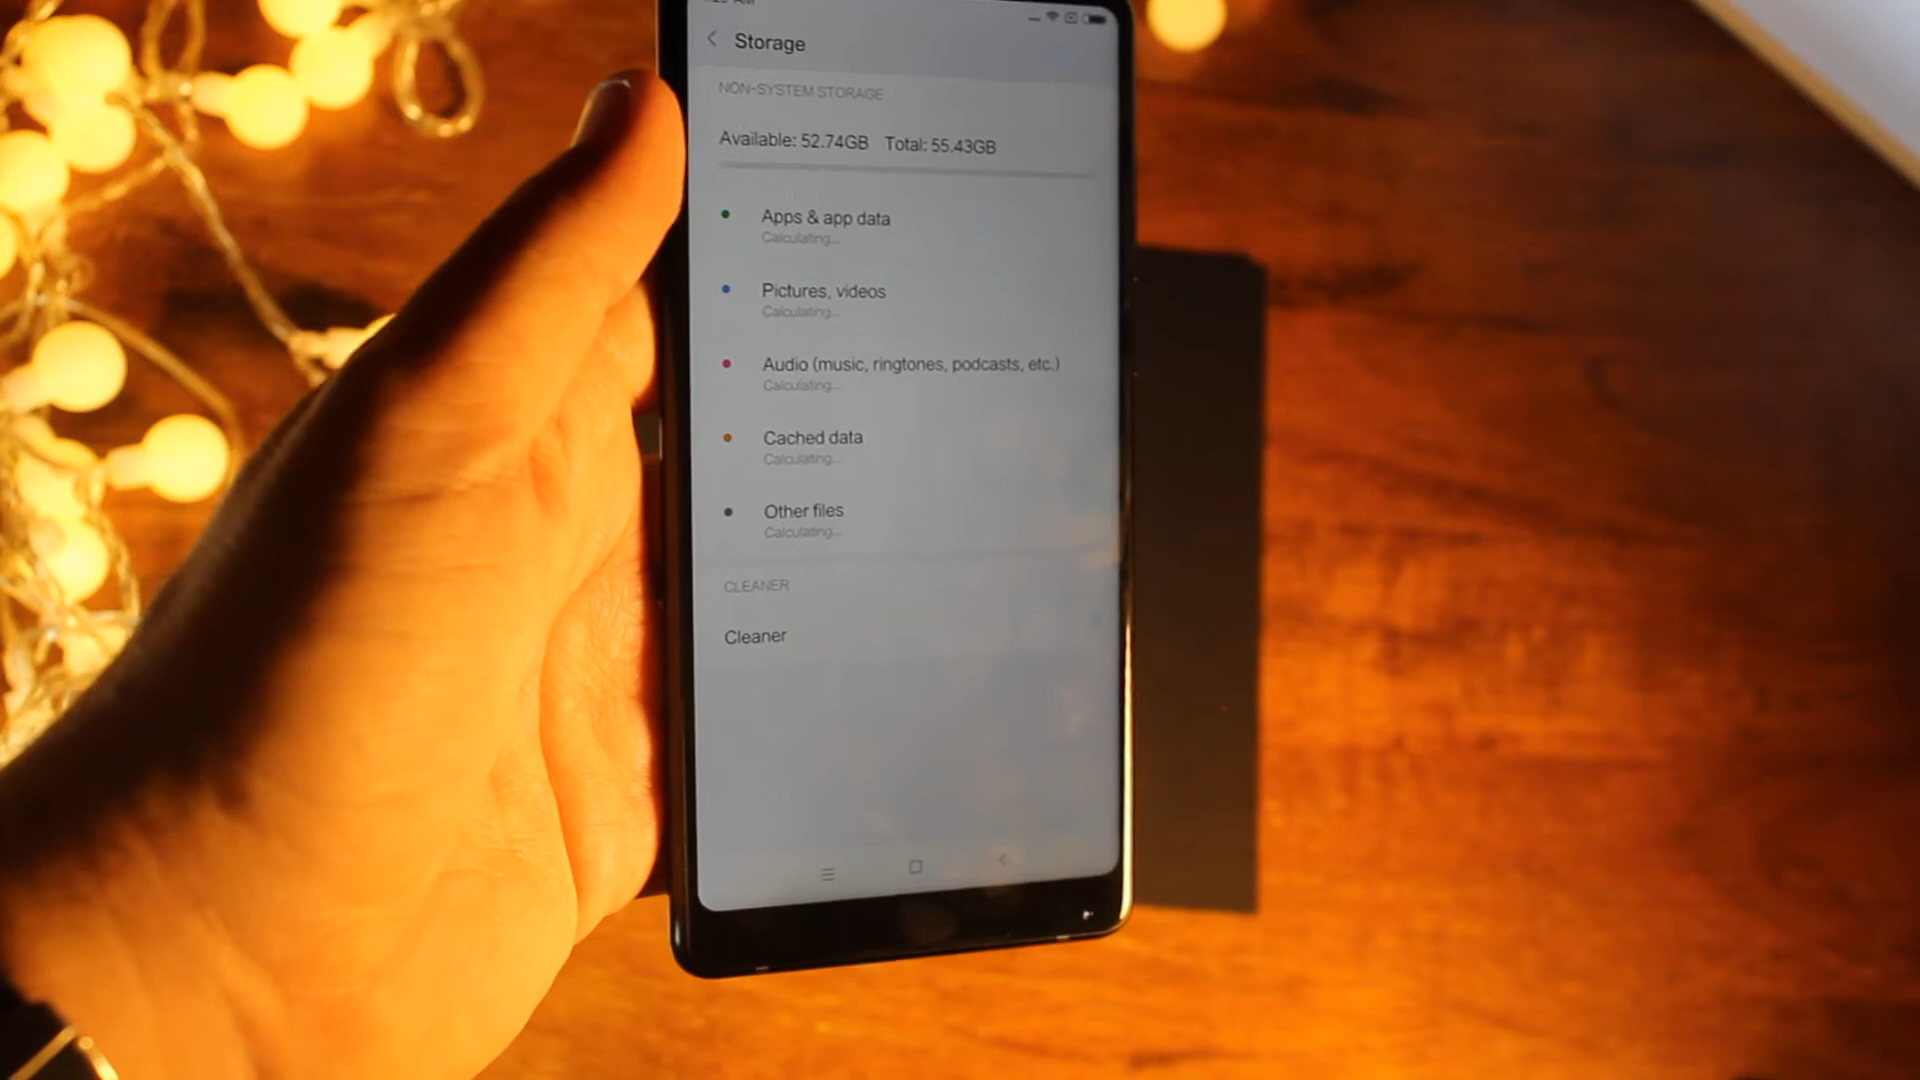 Storage
NON-SYSTEM STORAGE
Available: 52.74GB Total: 55.43GB
Apps & app data
Calculating...
Pictures, videos
Calculating...
Audio (music, ringtones, podcasts, etc.)
Calculating...
Cached data
Calculating...
Other files
Calculating...
CLEANER
Cleaner